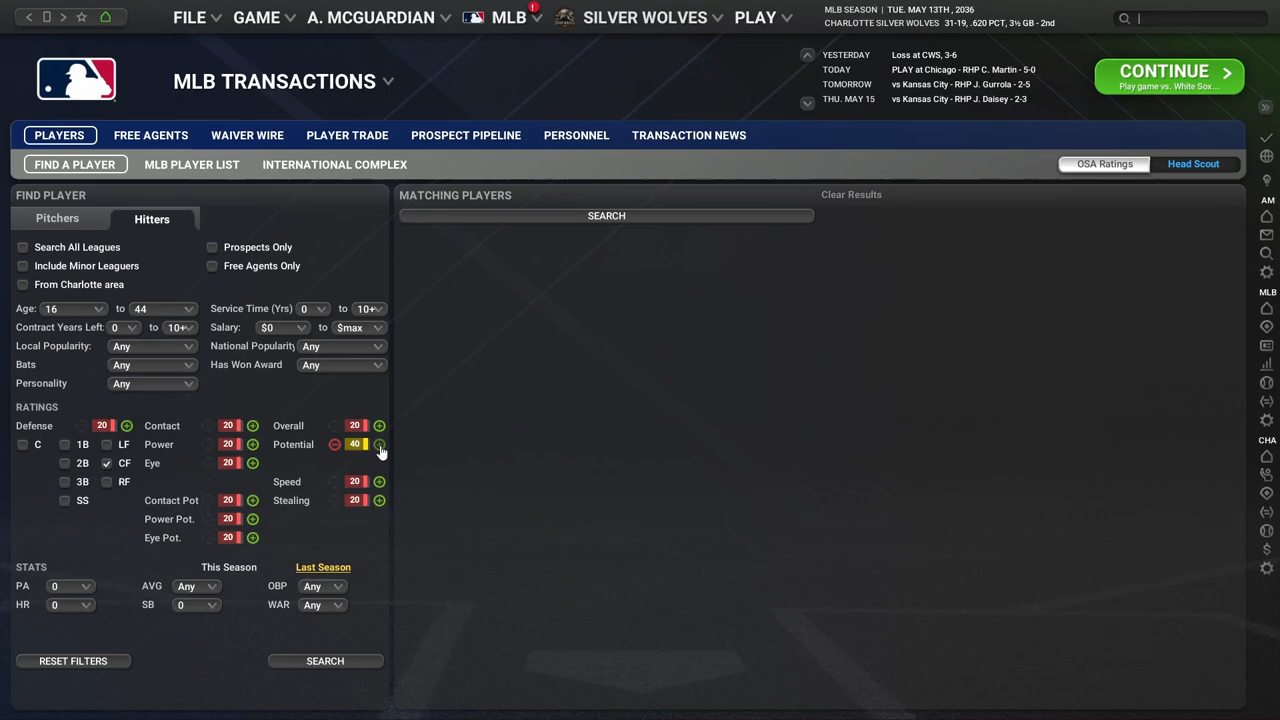 FILE GAME A. MCGUARDIAN MLB ! SILVER WOLVES PLAY
MLB SEASON | TUE. MAY 13TH, 2036
CHARLOTTE SILVER WOLVES 31-19, .620 PCT, 3½ GB - 2nd
MLB TRANSACTIONS
YESTERDAY Loss at CWS, 3-6
TODAY PLAY at Chicago - RHP C. Martin - 5-0
TOMORROW vs Kansas City - RHP J. Gurrola - 2-5
THU. MAY 15 vs Kansas City - RHP J. Daisey - 2-3
CONTINUE
Play game vs. White Sox...
PLAYERS FREE AGENTS WAIVER WIRE PLAYER TRADE PROSPECT PIPELINE PERSONNEL TRANSACTION NEWS
FIND A PLAYER MLB PLAYER LIST INTERNATIONAL COMPLEX OSA Ratings Head Scout
FIND PLAYER
Pitchers Hitters
Search All Leagues Prospects Only
Include Minor Leaguers Free Agents Only
From Charlotte area
Age: 16 to 44 Service Time (Yrs) 0 to 10+
Contract Years Left: 0 to 10+ Salary: $0 to $max
Local Popularity: Any National Popularity Any
Bats Any Has Won Award Any
Personality Any
RATINGS
Defense 20 Contact 20 Overall 20
C 1B LF Power 20 Potential 40
2B CF Eye 20
3B RF Speed 20
SS Contact Pot 20 Stealing 20
Power Pot. 20
Eye Pot. 20
STATS This Season Last Season
PA 0 AVG Any OBP Any
HR 0 SB 0 WAR Any
RESET FILTERS SEARCH
MATCHING PLAYERS Clear Results
SEARCH
AM
MLB
CHA